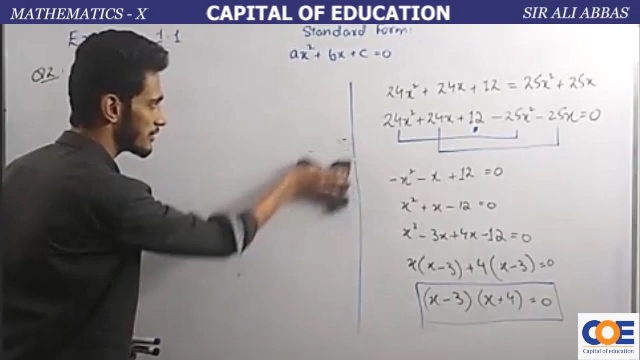 MATHEMATICS - X
CAPITAL OF EDUCATION
SIR ALI ABBAS
1.1
Standard Form:
ax² + bx + c = 0
Q2.
24x² + 24x + 12 = 25x² + 25x
24x² + 24x + 12 - 25x² - 25x = 0
-x² - x + 12 = 0
x² + x - 12 = 0
x² - 3x + 4x - 12 = 0
x(x-3) + 4(x-3) = 0
(x-3)(x+4) = 0
COE
Capital of education